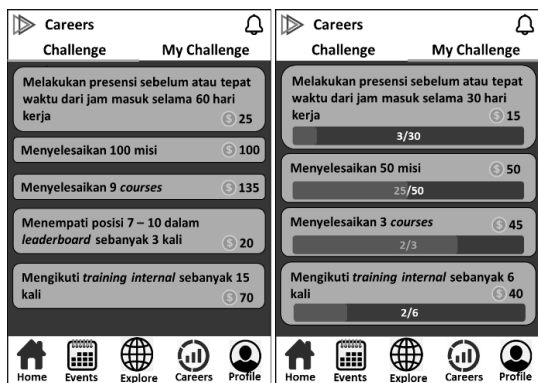 Careers
Challenge
My Challenge
Melakukan presensi sebelum atau tepat
waktu dari jam masuk selama 60 hari
kerja
$ 25
Menyelesaikan 100 misi
$ 100
Menyelesaikan 9 courses
$ 135
Menempati posisi 7 – 10 dalam
leaderboard sebanyak 3 kali
$ 20
Mengikuti training internal sebanyak 15
kali
$ 70
Home
Events
Explore
Careers
Profile
Careers
Challenge
My Challenge
Melakukan presensi sebelum atau tepat
waktu dari jam masuk selama 30 hari
kerja
$ 15
3/30
Menyelesaikan 50 misi
$ 50
25/50
Menyelesaikan 3 courses
$ 45
2/3
Mengikuti training internal sebanyak 6
kali
$ 40
2/6
Home
Events
Explore
Careers
Profile